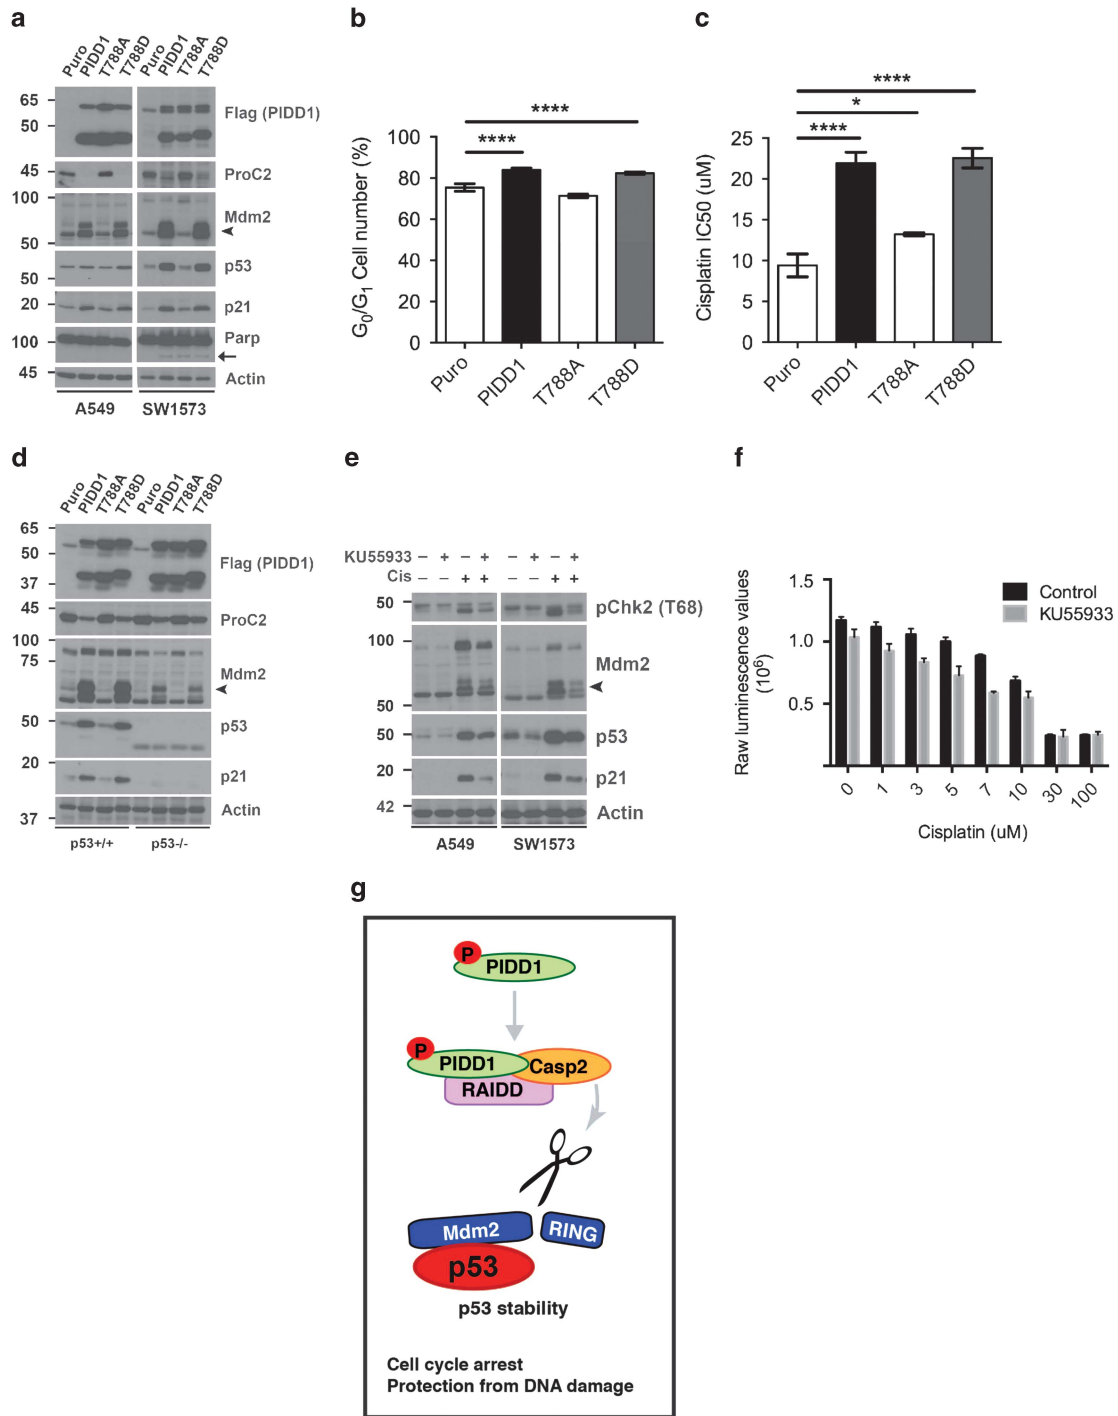 a
Puro PIDD1 T788A T788D Puro PIDD1 T788A T788D
65
50
Flag (PIDD1)
45
ProC2
100
50
Mdm2
50
p53
20
p21
100
Parp
45
Actin
A549 SW1573
b
****
****
G0/G1 Cell number (%)
100
80
60
40
20
0
Puro PIDD1 T788A T788D
c
****
*
****
Cisplatin IC50 (uM)
25
20
15
10
5
0
Puro PIDD1 T788A T788D
d
Puro PIDD1 T788A T788D Puro PIDD1 T788A T788D
65
50
37
Flag (PIDD1)
45
ProC2
100
75
Mdm2
50
p53
20
p21
37
Actin
p53+/+ p53-/-
e
KU55933 – + – + – + – +
Cis – – + + – – + +
50
pChk2 (T68)
100
50
Mdm2
50
p53
20
p21
42
Actin
A549 SW1573
f
Raw luminescence values
(10⁶)
1.5
1.0
0.5
Control
KU55933
0 1 3 5 7 10 30 100
Cisplatin (uM)
g
P
PIDD1
P
PIDD1 Casp2
RAIDD
Mdm2 RING
p53
p53 stability
Cell cycle arrest
Protection from DNA damage